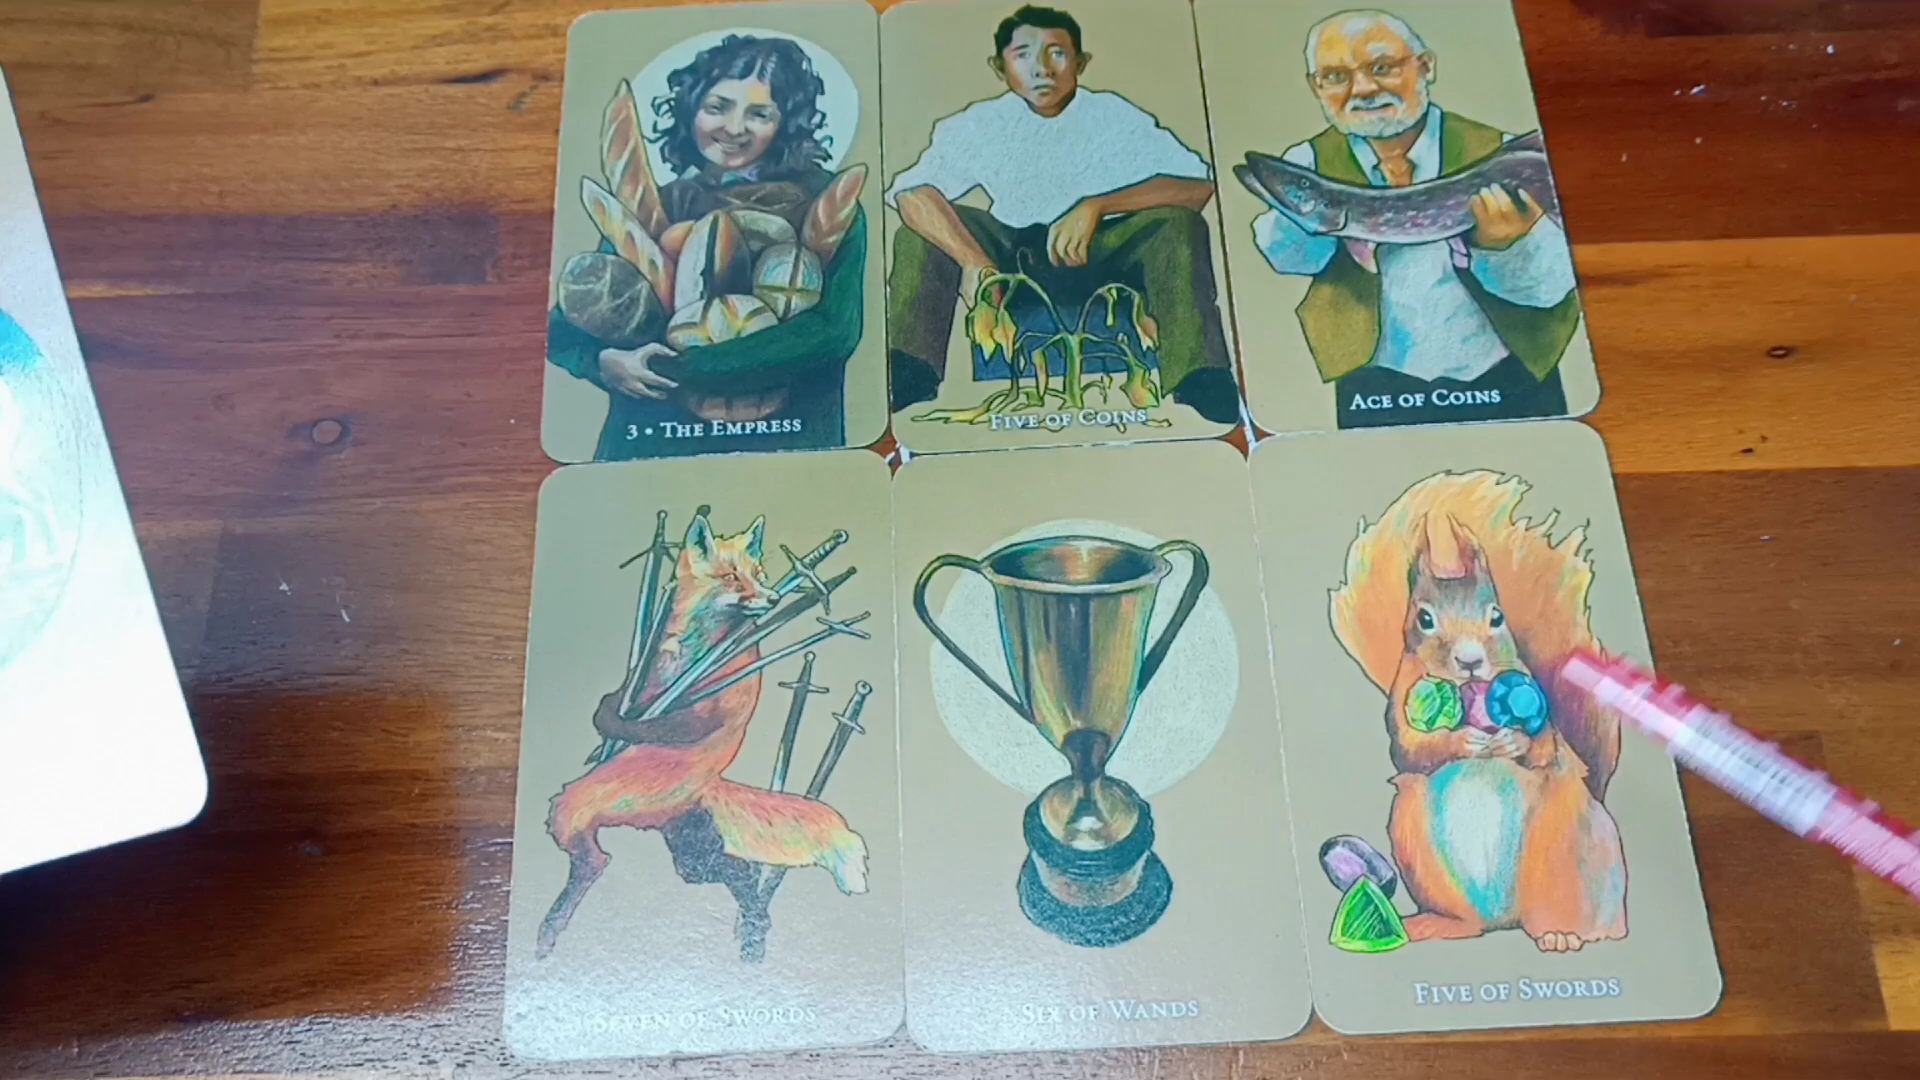 3 • THE EMPRESS
FIVE OF COINS
ACE OF COINS
SEVEN OF SWORDS
SIX OF WANDS
FIVE OF SWORDS